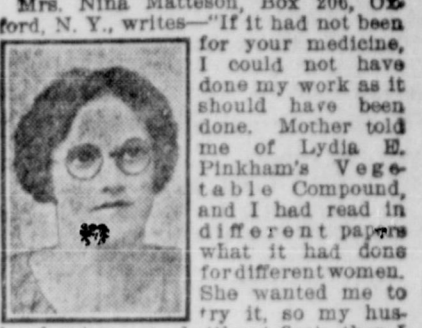 Mrs. Nina Matteson, Box 206, Ox-
ford, N. Y., writes—"If it had not been
for your medicine,
I could not have
done my work as it
should have been
done. Mother told
me of Lydia E.
Pinkham's Vege-
table Compound,
and I had read in
different papers
what it had done
for different women.
She wanted me to
try it, so my hus-